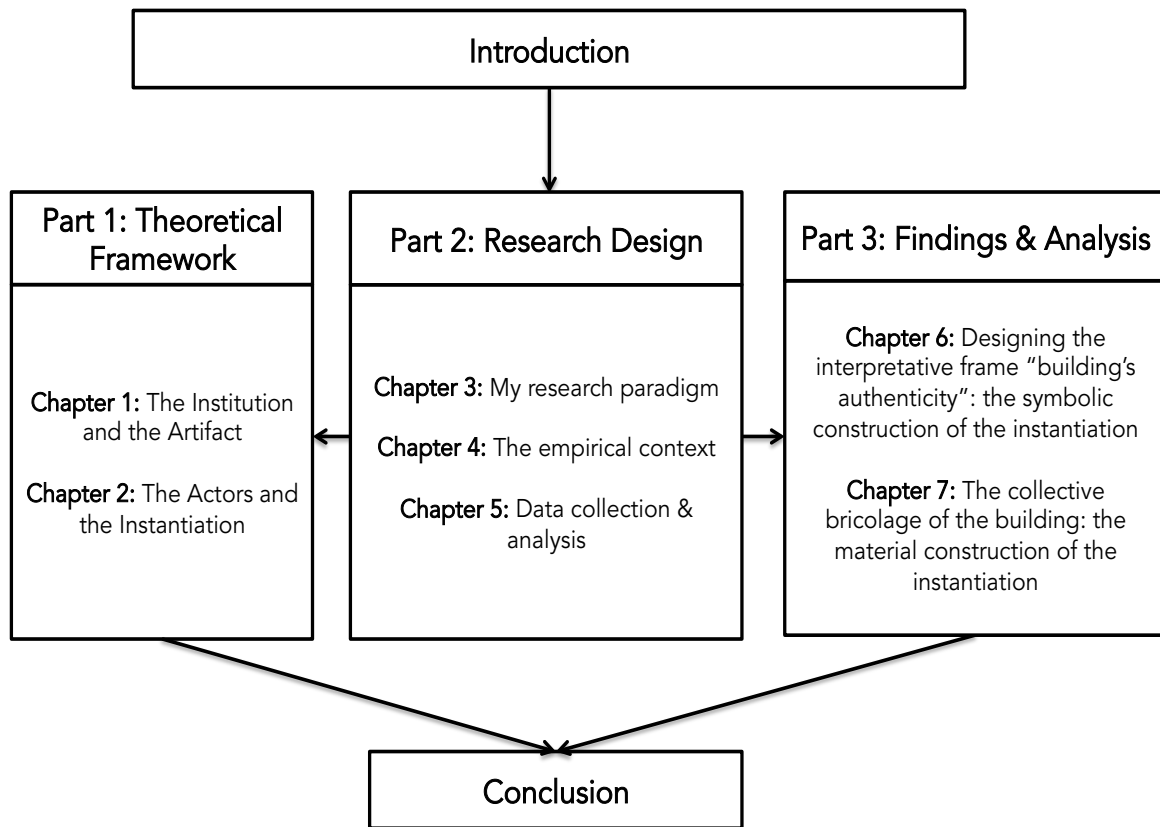 Introduction
Part 1: Theoretical
Framework
Chapter 1: The Institution
and the Artifact
Chapter 2: The Actors and
the Instantiation
Part 2: Research Design
Chapter 3: My research paradigm
Chapter 4: The empirical context
Chapter 5: Data collection &
analysis
Part 3: Findings & Analysis
Chapter 6: Designing the
interpretative frame “building’s
authenticity”: the symbolic
construction of the instantiation
Chapter 7: The collective
bricolage of the building: the
material construction of the
instantiation
Conclusion